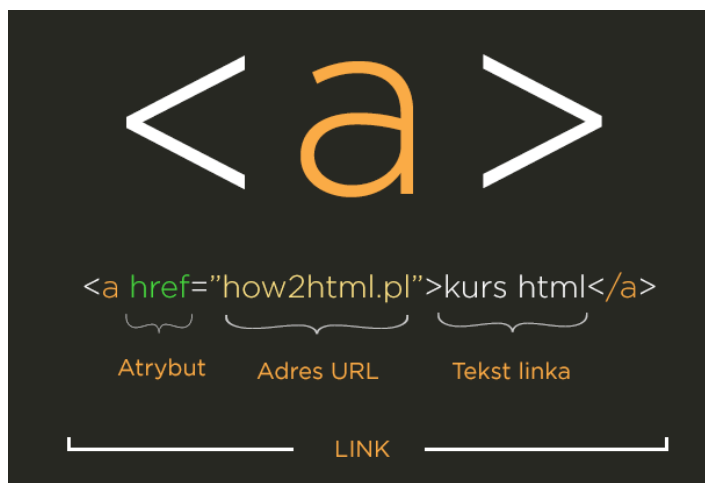 <a>
<a href=”how2html.pl”>kurs html</a>
Atrybut Adres URL Tekst linka
LINK